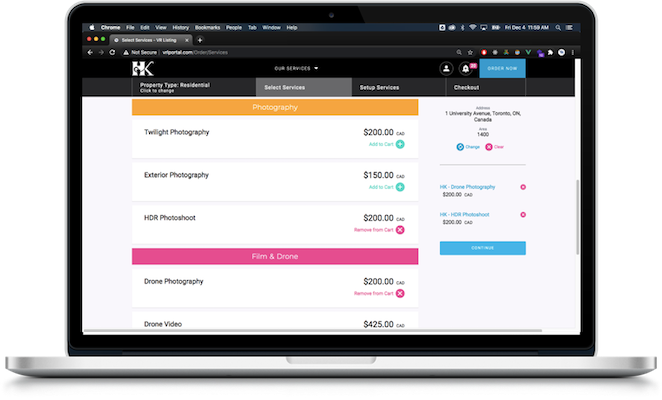 Chrome File Edit View History Bookmarks People Tab Window Help
Fri Dec 4 11:59 AM
Select Services - VR Listing
Not Secure | vrlportal.com/Order/Services
HK
OUR SERVICES
ORDER NOW
Property Type: Residential
Click to change
Select Services
Setup Services
Checkout
Photography
Twilight Photography
$200.00 CAD
Add to Cart
Exterior Photography
$150.00 CAD
Add to Cart
HDR Photoshoot
$200.00 CAD
Remove from Cart
Film & Drone
Drone Photography
$200.00 CAD
Remove from Cart
Drone Video
$425.00 CAD
Address
1 University Avenue, Toronto, ON,
Canada
Area
1400
Change
Clear
HK - Drone Photography
$200.00 CAD
HK - HDR Photoshoot
$200.00 CAD
CONTINUE